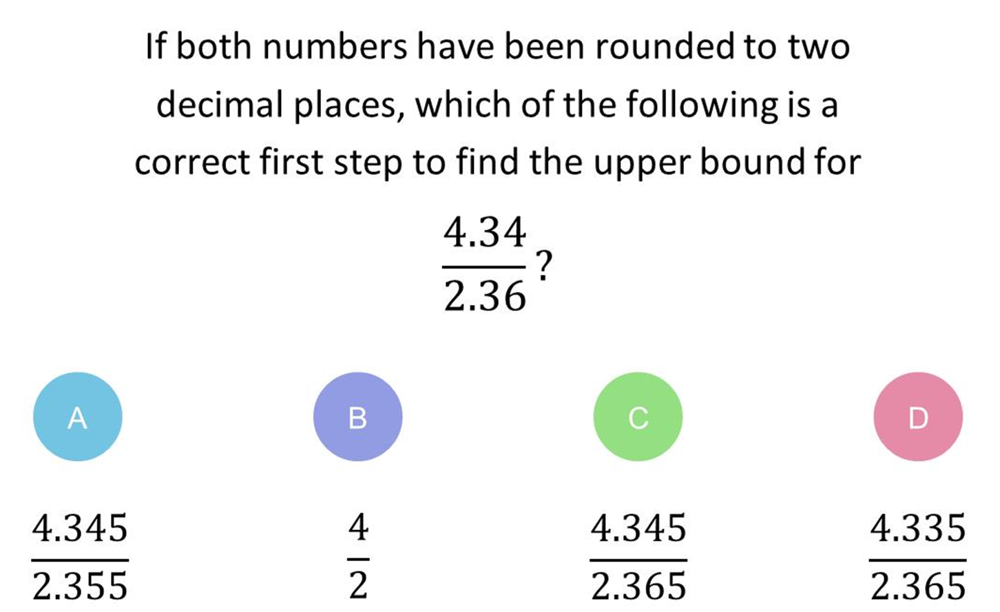 If both numbers have been rounded to two
decimal places, which of the following is a
correct first step to find the upper bound for
4.34
2.36
?
A
B
C
D
4.345
2.355
4
2
4.345
2.365
4.335
2.365